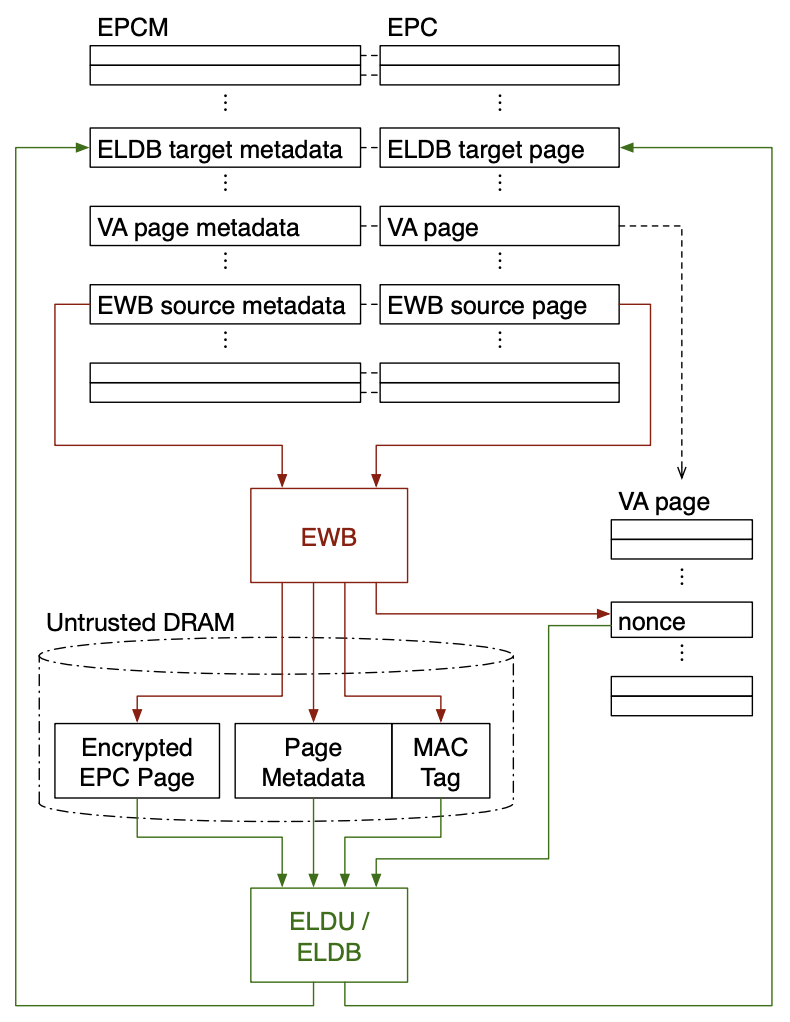 EPCM
EPC
ELDB target metadata
ELDB target page
VA page metadata
VA page
EWB source metadata
EWB source page
EWB
VA page
nonce
Untrusted DRAM
Encrypted
EPC Page
Page
Metadata
MAC
Tag
ELDU /
ELDB